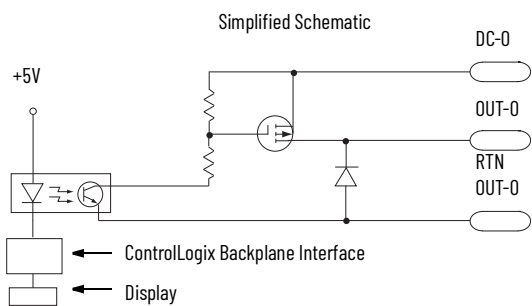 Simplified Schematic
DC-0
+5V
OUT-0
RTN
OUT-0
ControlLogix Backplane Interface
Display